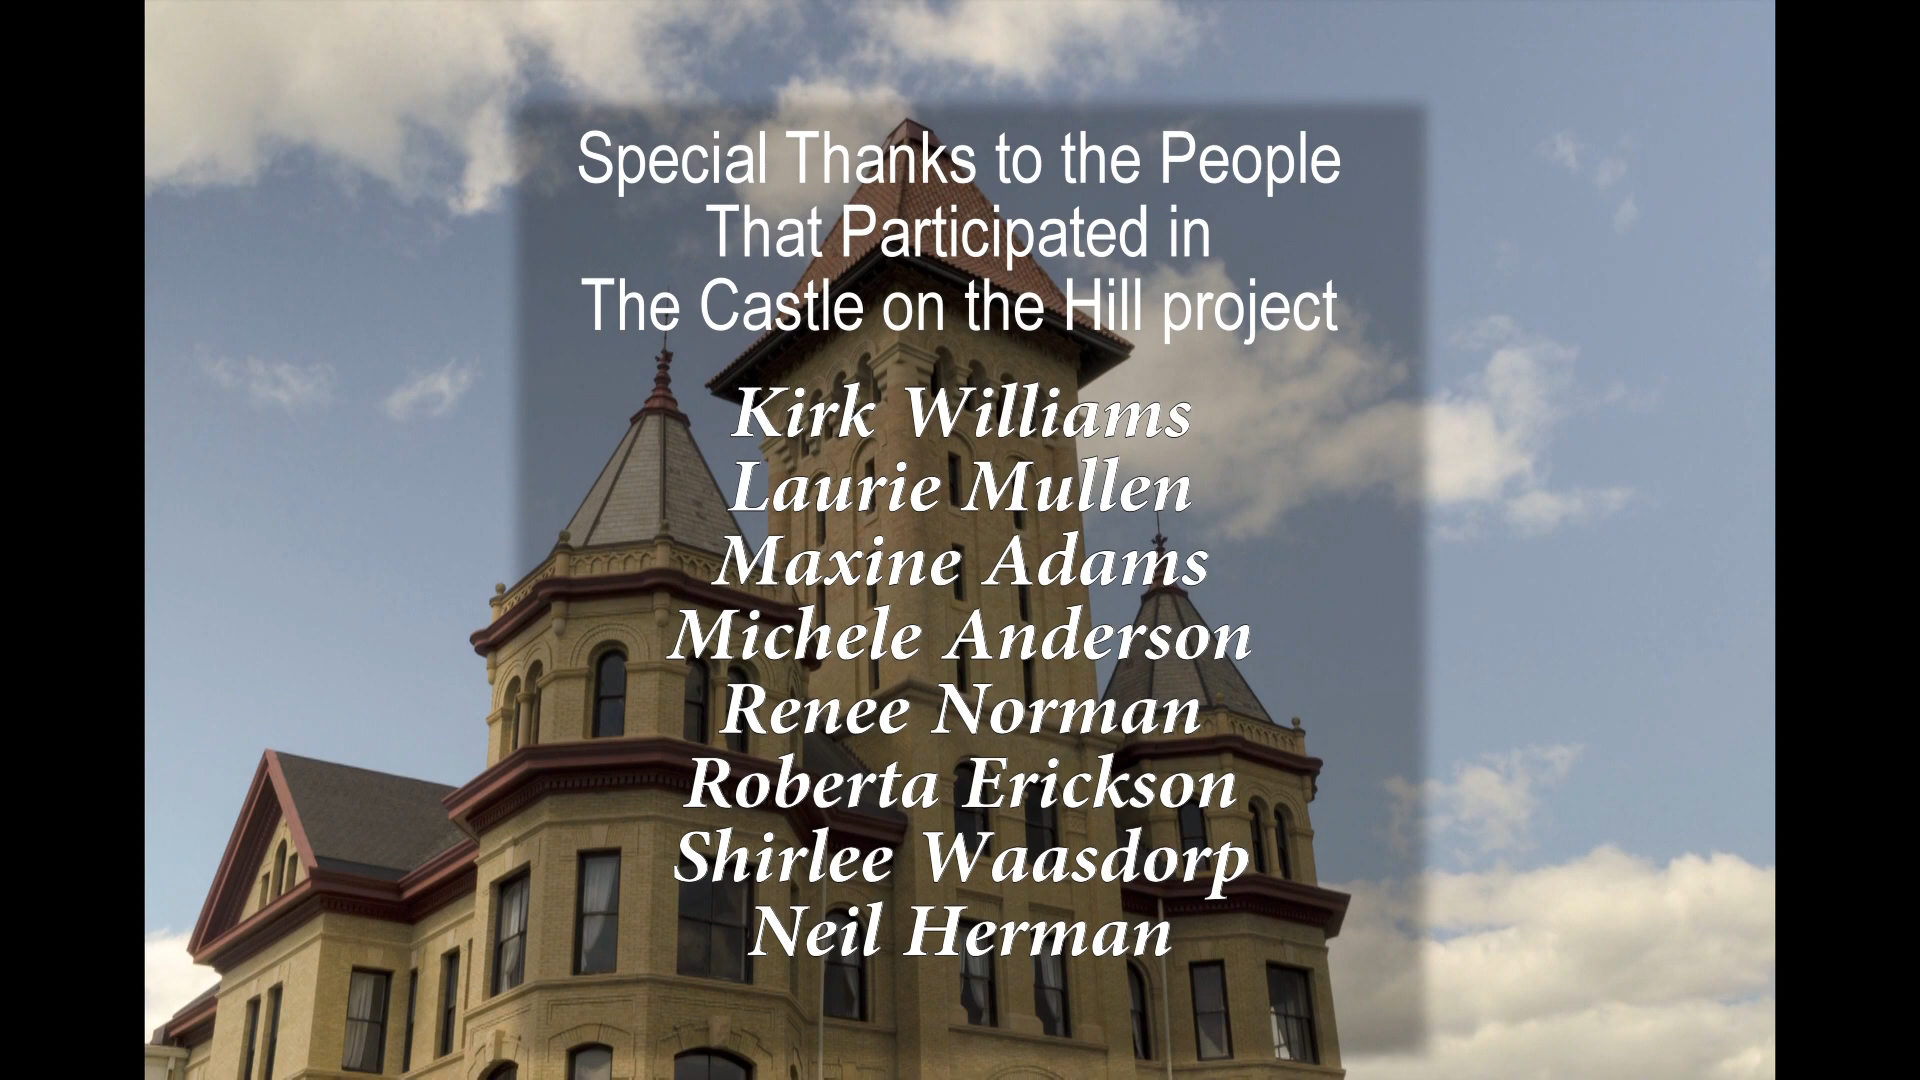 Special Thanks to the People
That Participated in
The Castle on the Hill project
Kirk Williams
Laurie Mullen
Maxine Adams
Michele Anderson
Renee Norman
Roberta Erickson
Shirlee Waasdorp
Neil Herman